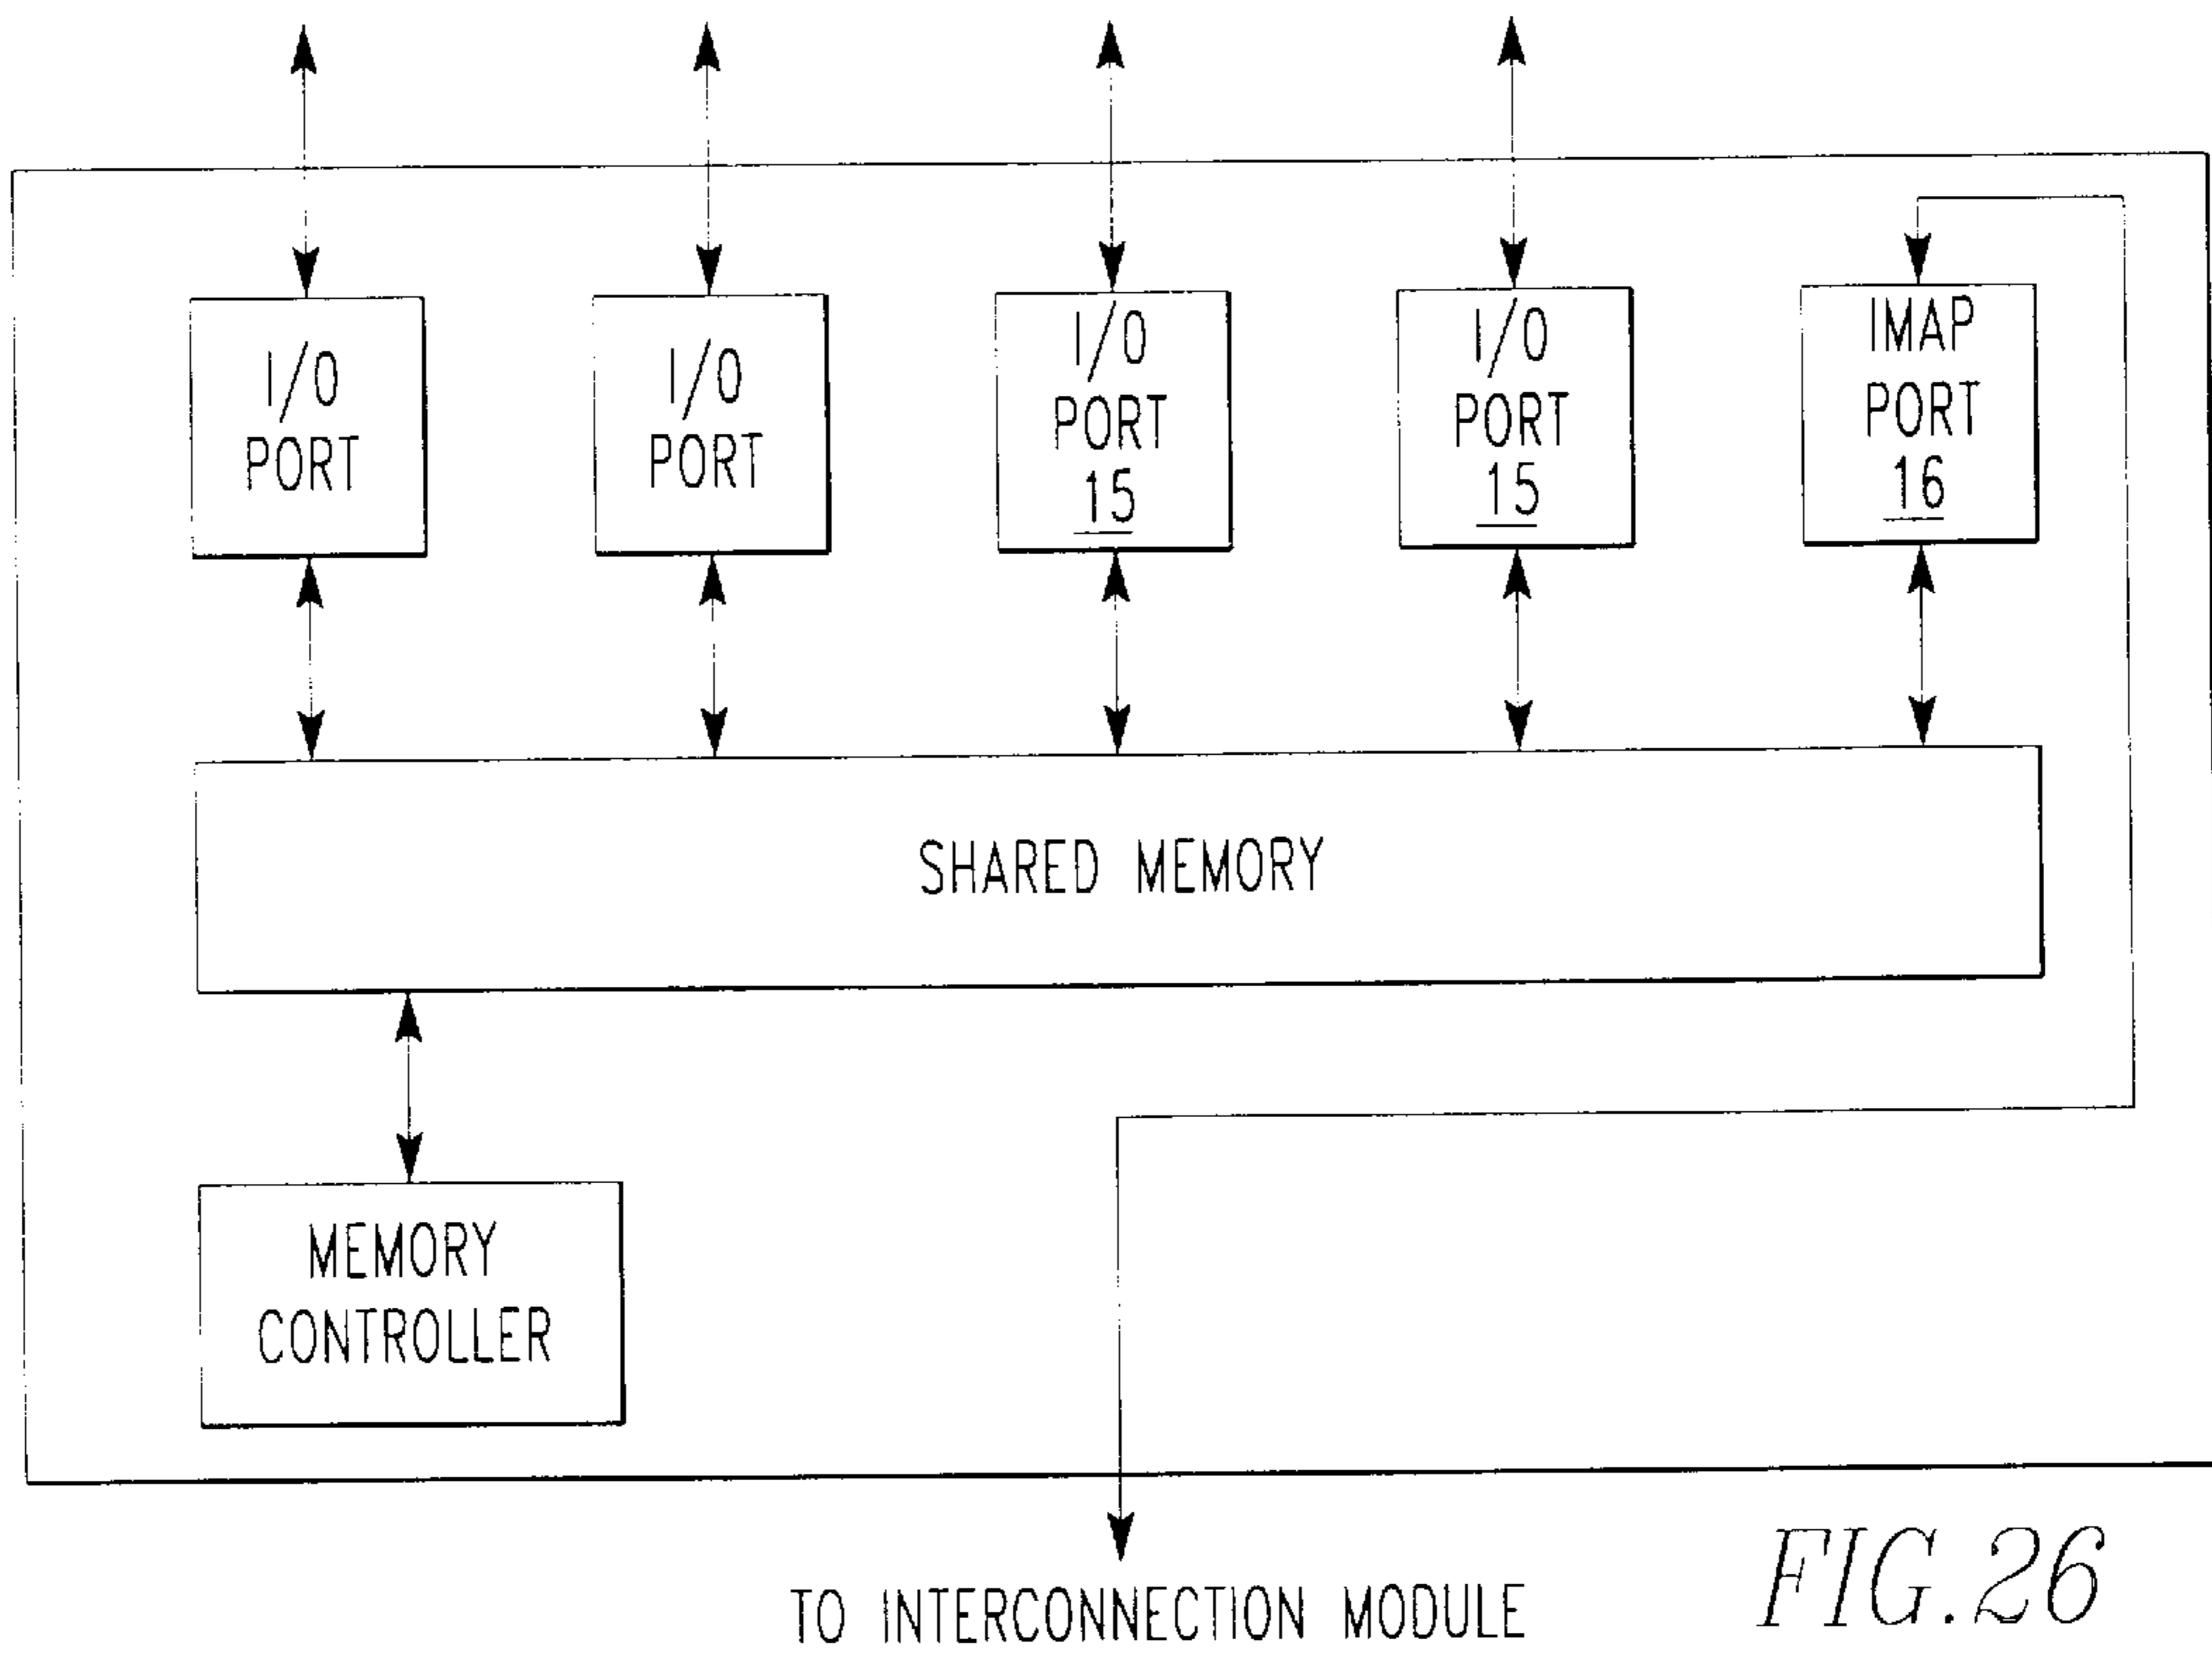 I/O
PORT
I/O
PORT
I/O
PORT
15
I/O
PORT
15
IMAP
PORT
16
SHARED MEMORY
MEMORY
CONTROLLER
TO INTERCONNECTION MODULE
FIG. 26